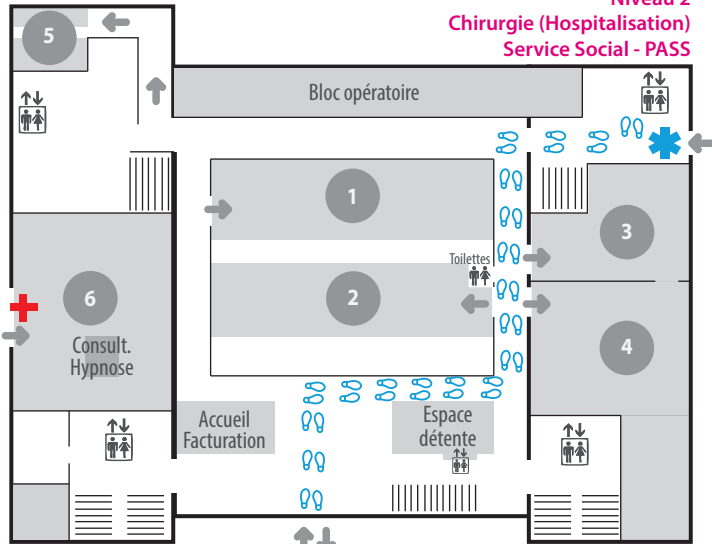 Niveau 2
Chirurgie (Hospitalisation)
Service Social - PASS
5
Bloc opératoire
1
3
Toilettes
2
6
4
Consult.
Hypnose
Accueil
Facturation
Espace
détente